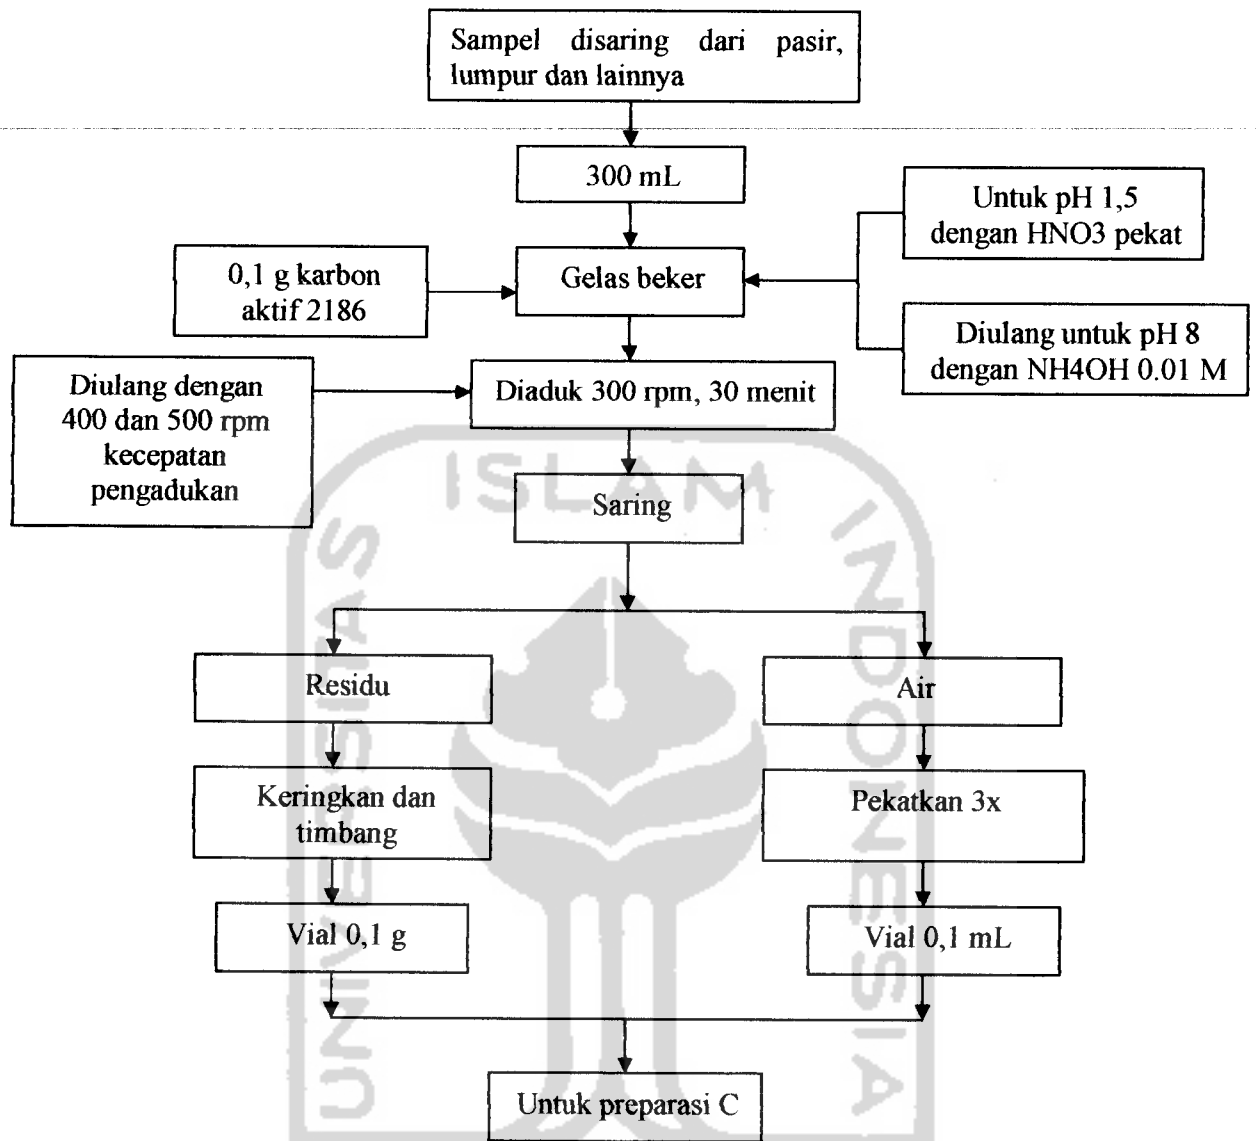 Sampel disaring dari pasir,
lumpur dan lainnya
300 mL
Untuk pH 1,5
dengan HNO3 pekat
0,1 g karbon
aktif 2186
Gelas beker
Diulang untuk pH 8
dengan NH4OH 0.01 M
Diulang dengan
400 dan 500 rpm
kecepatan
pengadukan
Diaduk 300 rpm, 30 menit
Saring
Residu
Air
Keringkan dan
timbang
Pekatkan 3x
Vial 0,1 g
Vial 0,1 mL
Untuk preparasi C
UNIVERSITAS ISLAM INDONESIA